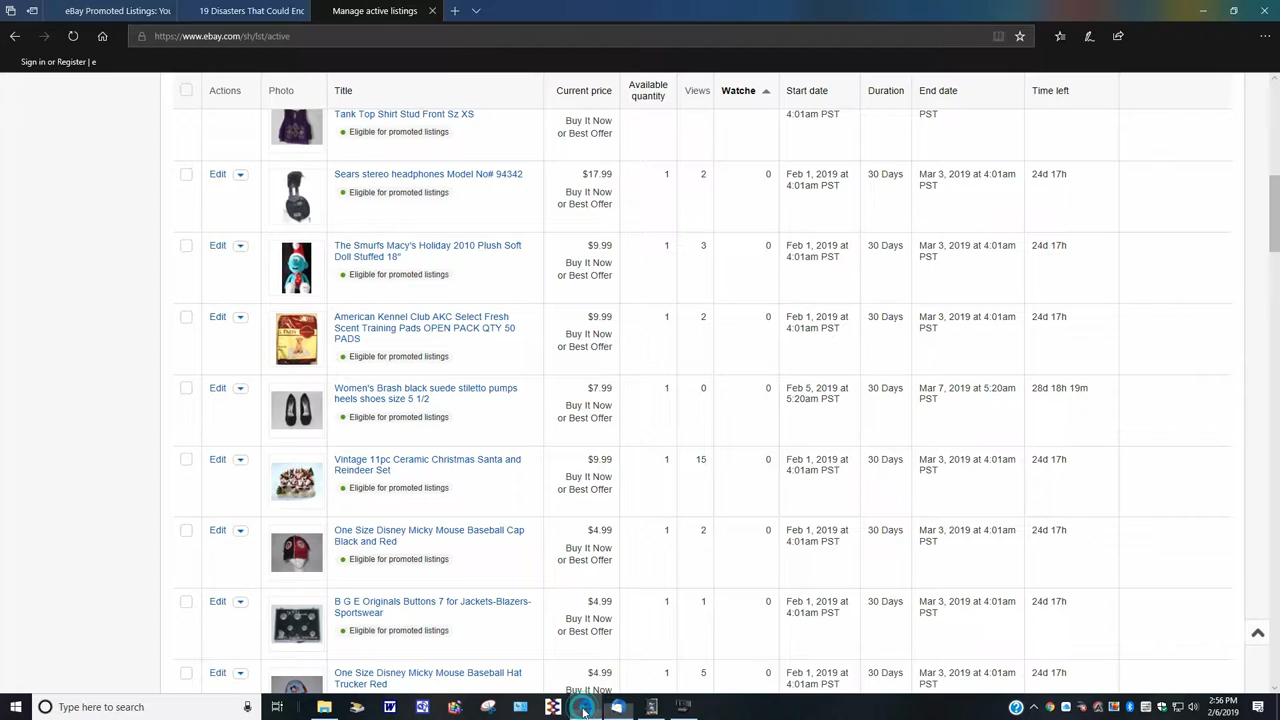 eBay Promoted Listings: You
19 Disasters That Could End
Manage active listings
https://www.ebay.com/sh/lst/active
Sign in or Register | e
Actions Photo Title Current price Available quantity Views Watche Start date Duration End date Time left
Tank Top Shirt Stud Front Sz XS
Eligible for promoted listings
Buy It Now
or Best Offer
4:01am PST
PST
Edit
Sears stereo headphones Model No# 94342
Eligible for promoted listings
$17.99
Buy It Now
or Best Offer
1 2 0
Feb 1, 2019 at
4:01am PST
30 Days
Mar 3, 2019 at 4:01am
PST
24d 17h
Edit
The Smurfs Macy's Holiday 2010 Plush Soft
Doll Stuffed 18"
Eligible for promoted listings
$9.99
Buy It Now
or Best Offer
1 3 0
Feb 1, 2019 at
4:01am PST
30 Days
Mar 3, 2019 at 4:01am
PST
24d 17h
Edit
American Kennel Club AKC Select Fresh
Scent Training Pads OPEN PACK QTY 50
PADS
Eligible for promoted listings
$9.99
Buy It Now
or Best Offer
1 2 0
Feb 1, 2019 at
4:01am PST
30 Days
Mar 3, 2019 at 4:01am
PST
24d 17h
Edit
Women's Brash black suede stiletto pumps
heels shoes size 5 1/2
Eligible for promoted listings
$7.99
Buy It Now
or Best Offer
1 0 0
Feb 5, 2019 at
5:20am PST
30 Days
Mar 7, 2019 at 5:20am
PST
28d 18h 19m
Edit
Vintage 11pc Ceramic Christmas Santa and
Reindeer Set
Eligible for promoted listings
$9.99
Buy It Now
or Best Offer
1 15 0
Feb 1, 2019 at
4:01am PST
30 Days
Mar 3, 2019 at 4:01am
PST
24d 17h
Edit
One Size Disney Micky Mouse Baseball Cap
Black and Red
Eligible for promoted listings
$4.99
Buy It Now
or Best Offer
1 2 0
Feb 1, 2019 at
4:01am PST
30 Days
Mar 3, 2019 at 4:01am
PST
24d 17h
Edit
B G E Originals Buttons 7 for Jackets-Blazers-
Sportswear
Eligible for promoted listings
$4.99
Buy It Now
or Best Offer
1 1 0
Feb 1, 2019 at
4:01am PST
30 Days
Mar 3, 2019 at 4:01am
PST
24d 17h
Edit
One Size Disney Micky Mouse Baseball Hat
Trucker Red
$4.99
Buy It Now
1 5 0
Feb 1, 2019 at
4:01am PST
30 Days
Mar 3, 2019 at 4:01am
PST
24d 17h
Type here to search
2:56 PM
2/6/2019